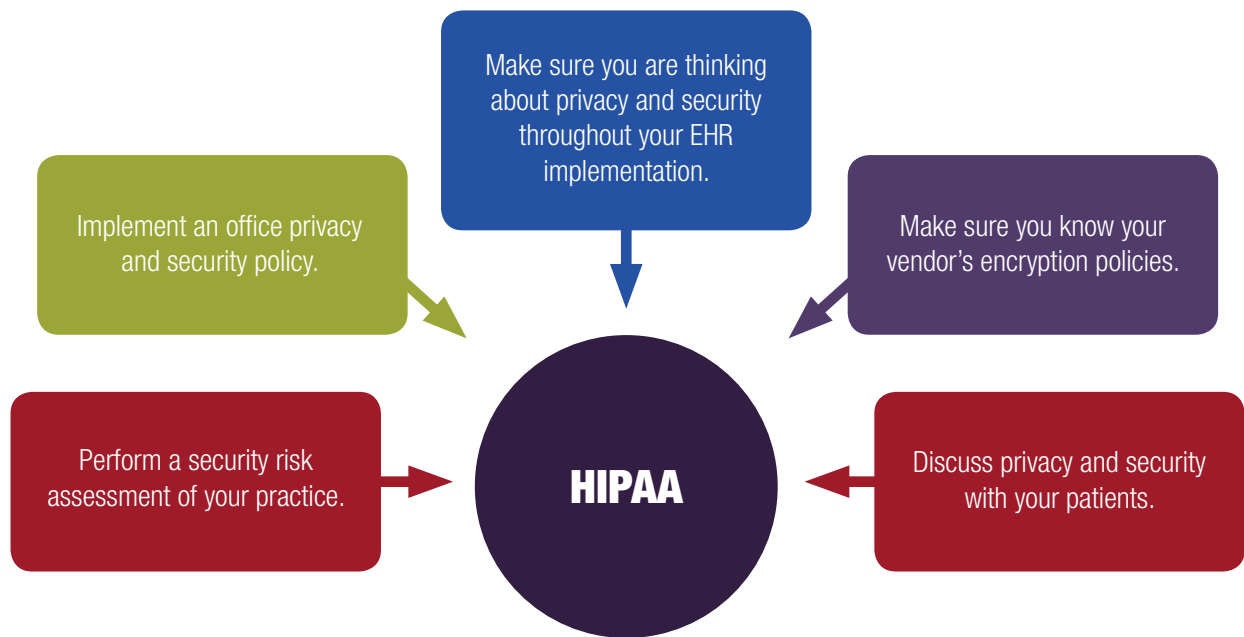 Make sure you are thinking
about privacy and security
throughout your EHR
implementation.
Implement an office privacy
and security policy.
Make sure you know your
vendor’s encryption policies.
Perform a security risk
assessment of your practice.
HIPAA
Discuss privacy and security
with your patients.